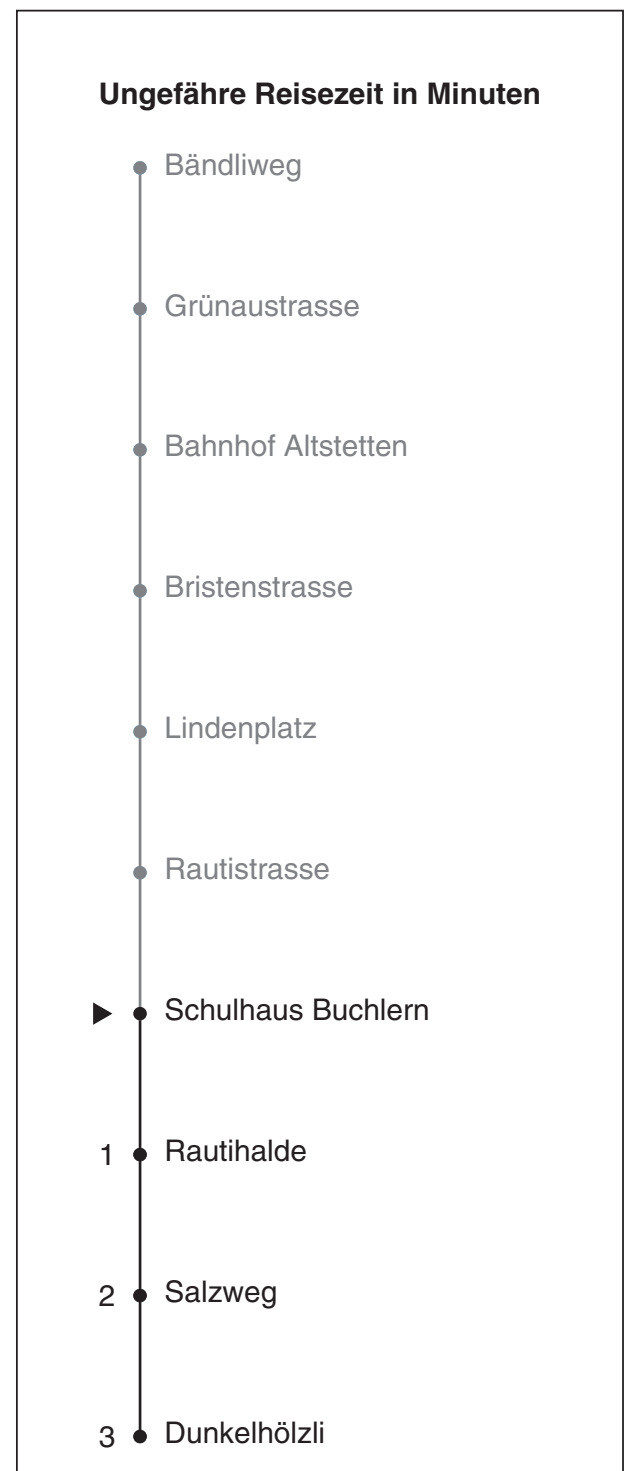 Ungefähre Reisezeit in Minuten
Bändliweg
Grünaustrasse
Bahnhof Altstetten
Bristenstrasse
Lindenplatz
Rautistrasse
Schulhaus Buchlern
1 Rautihalde
2 Salzweg
3 Dunkelhölzli